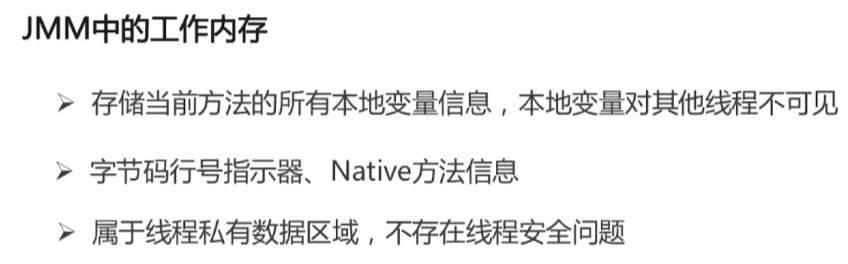 JMM中的工作内存
➢ 存储当前方法的所有本地变量信息，本地变量对其他线程不可见
➢ 字节码行号指示器、Native方法信息
➢ 属于线程私有数据区域，不存在线程安全问题